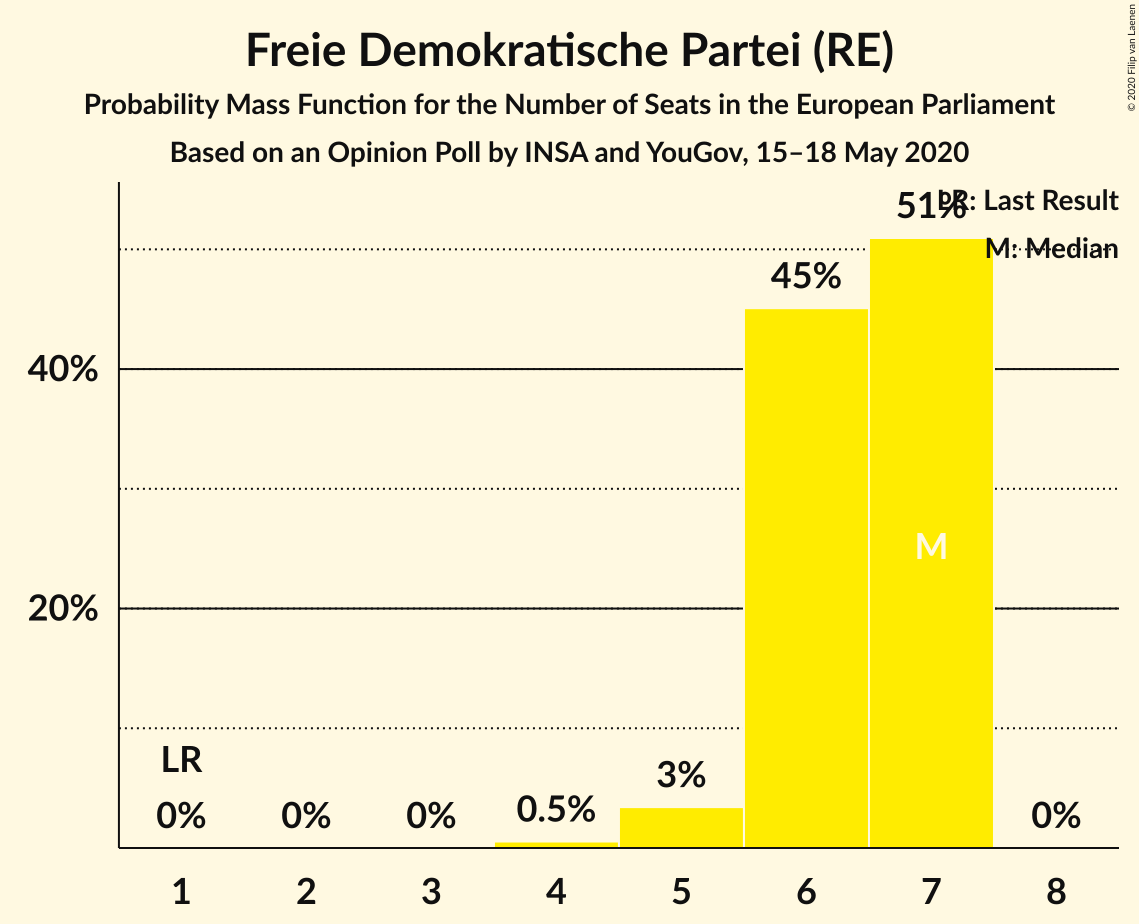 Freie Demokratische Partei (RE)
Probability Mass Function for the Number of Seats in the European Parliament
Based on an Opinion Poll by INSA and YouGov, 15–18 May 2020
© 2020 Filip van Laenen
LR: Last Result
M: Median
51%
45%
40%
M
20%
LR
3%
0.5%
0% 0% 0% 0%
1 2 3 4 5 6 7 8